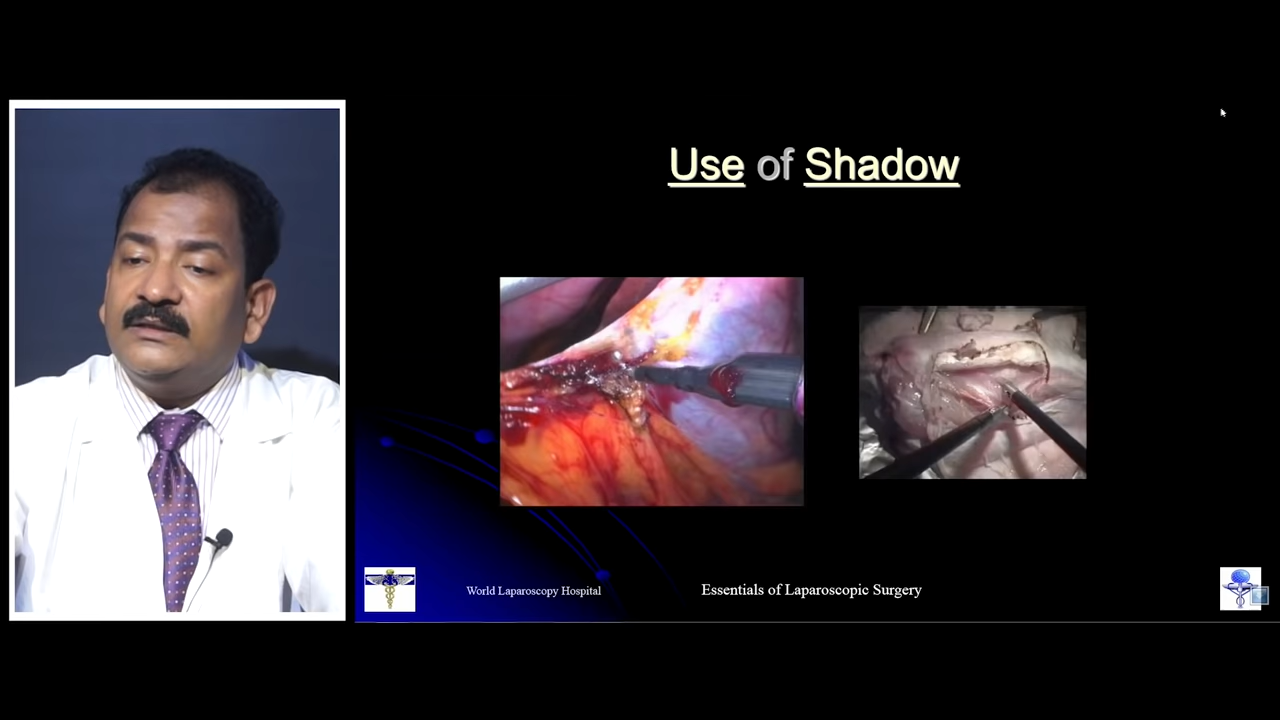 Use of Shadow
World Laparoscopy Hospital
Essentials of Laparoscopic Surgery